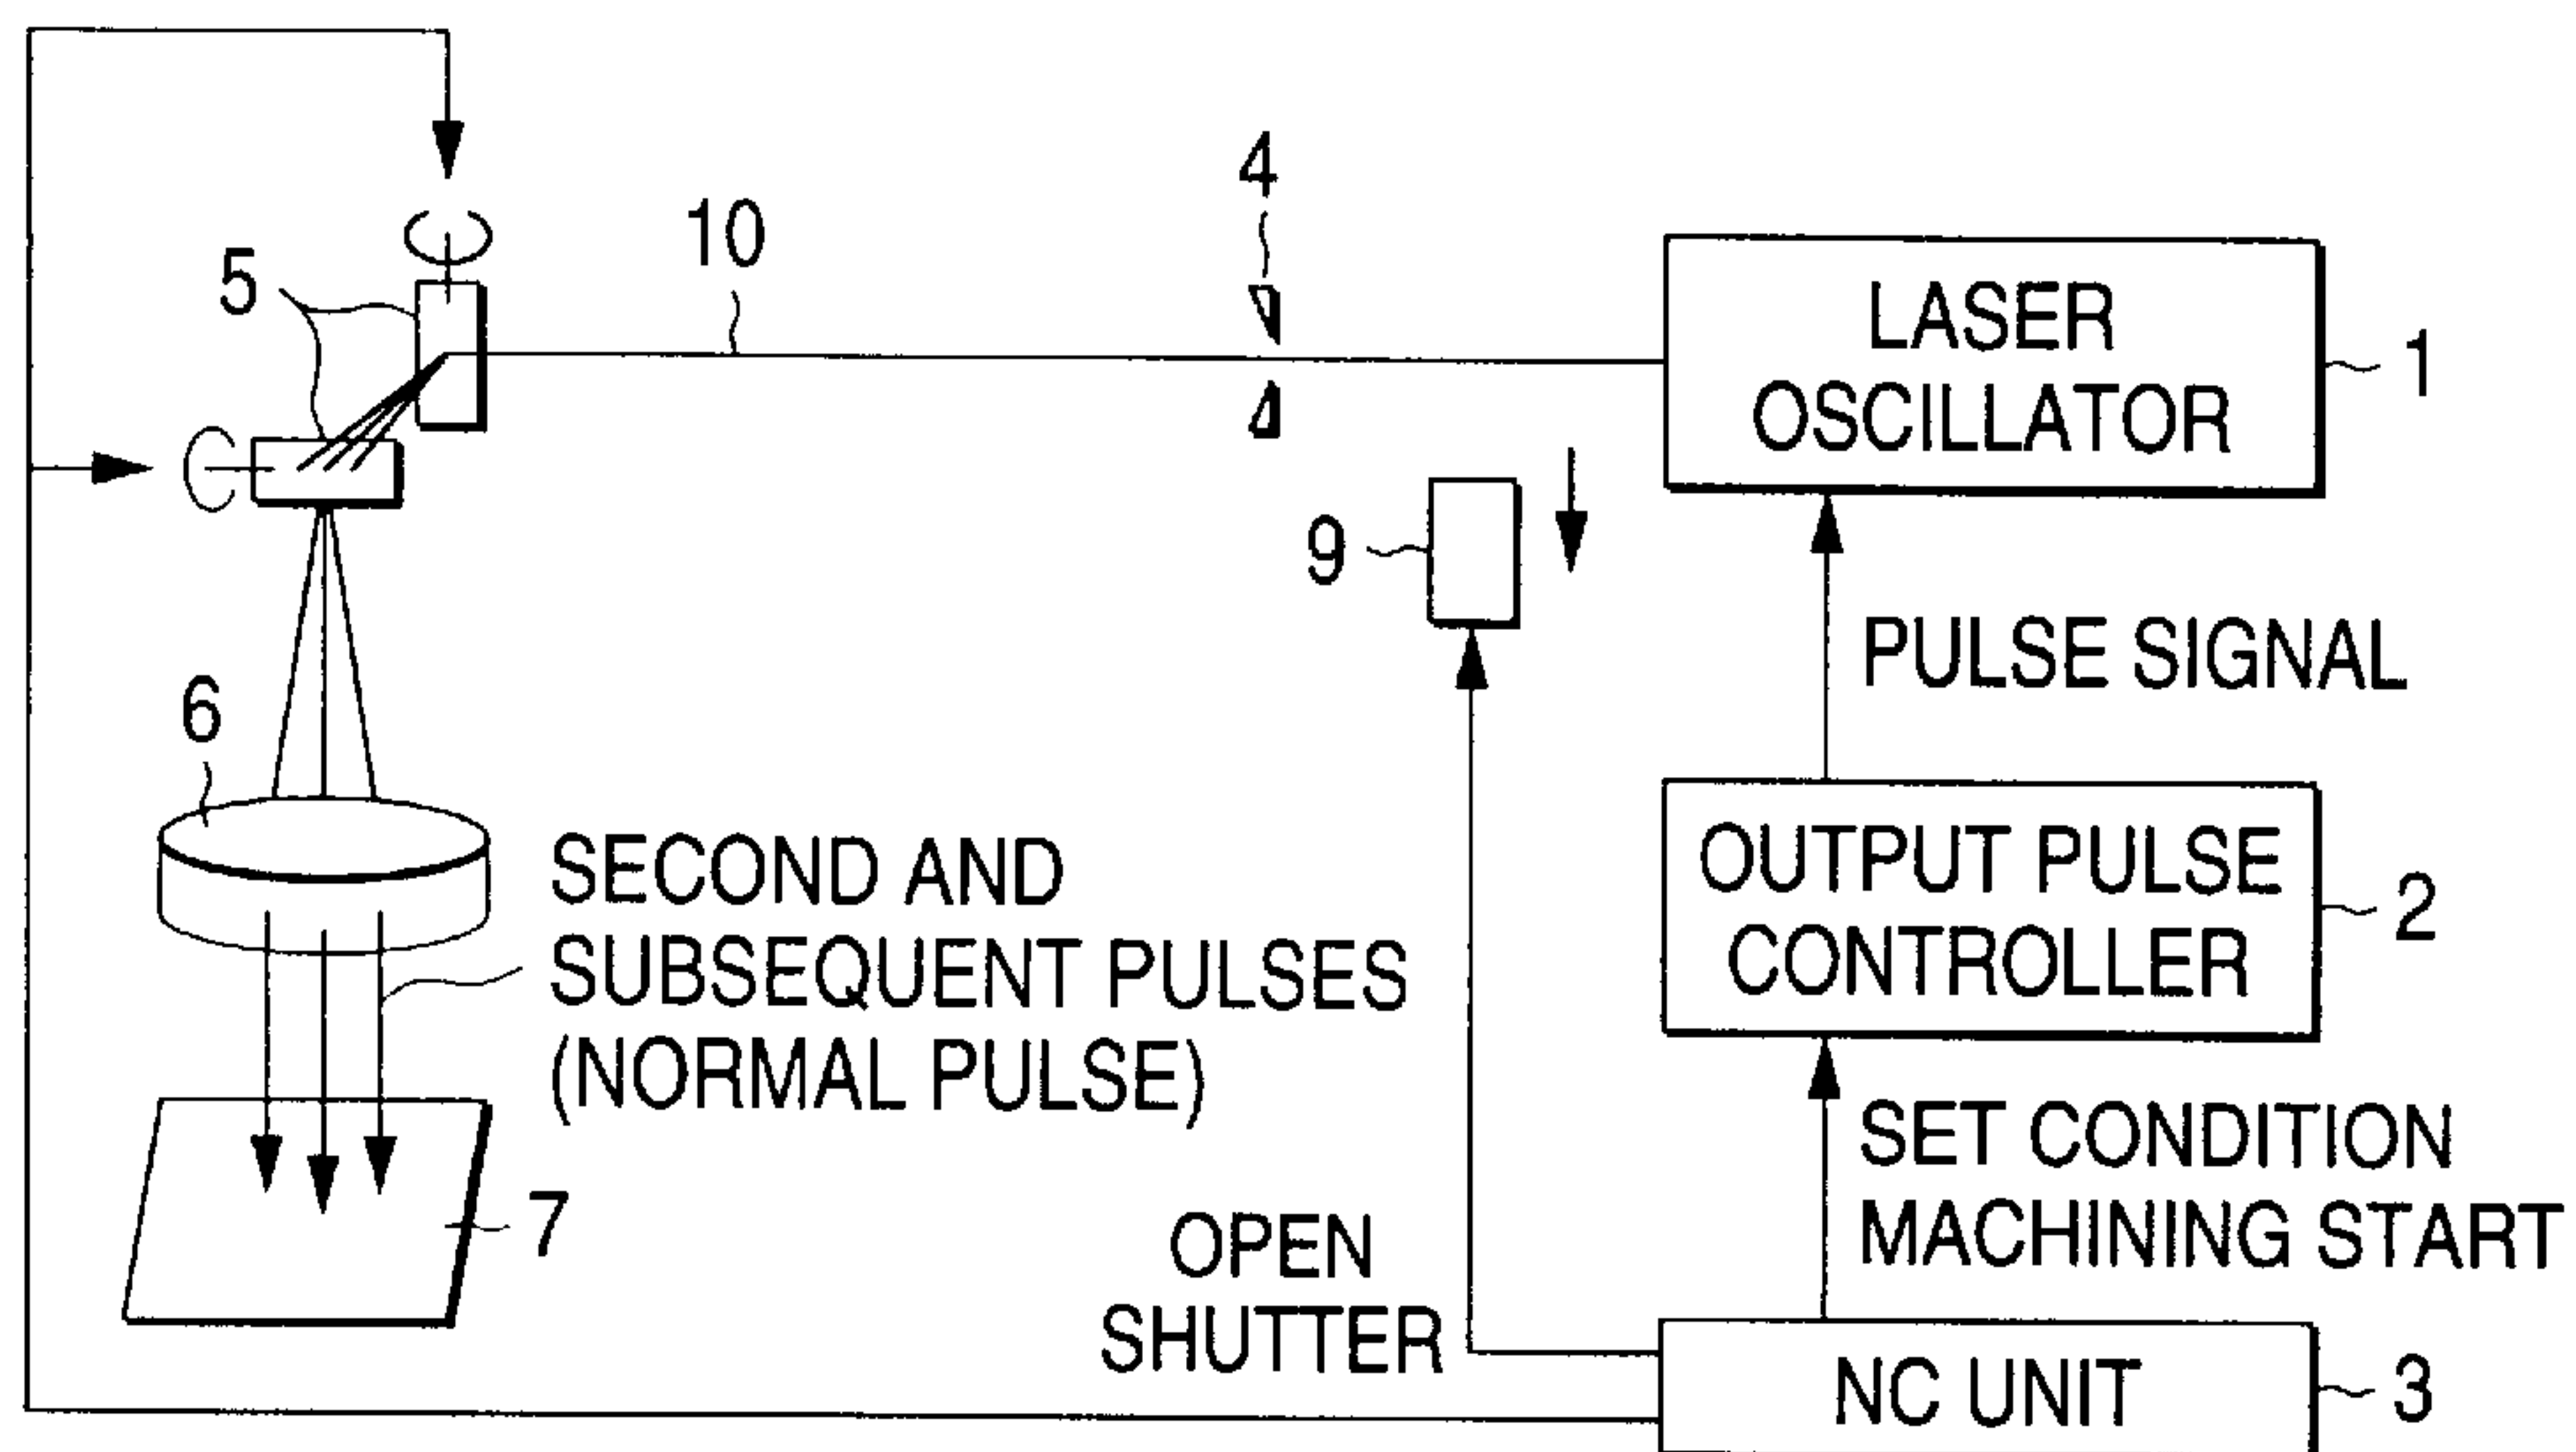 4
10
5
LASER
OSCILLATOR
1
9
PULSE SIGNAL
6
SECOND AND
SUBSEQUENT PULSES
(NORMAL PULSE)
OUTPUT PULSE
CONTROLLER
2
SET CONDITION
MACHINING START
7
OPEN
SHUTTER
NC UNIT
3